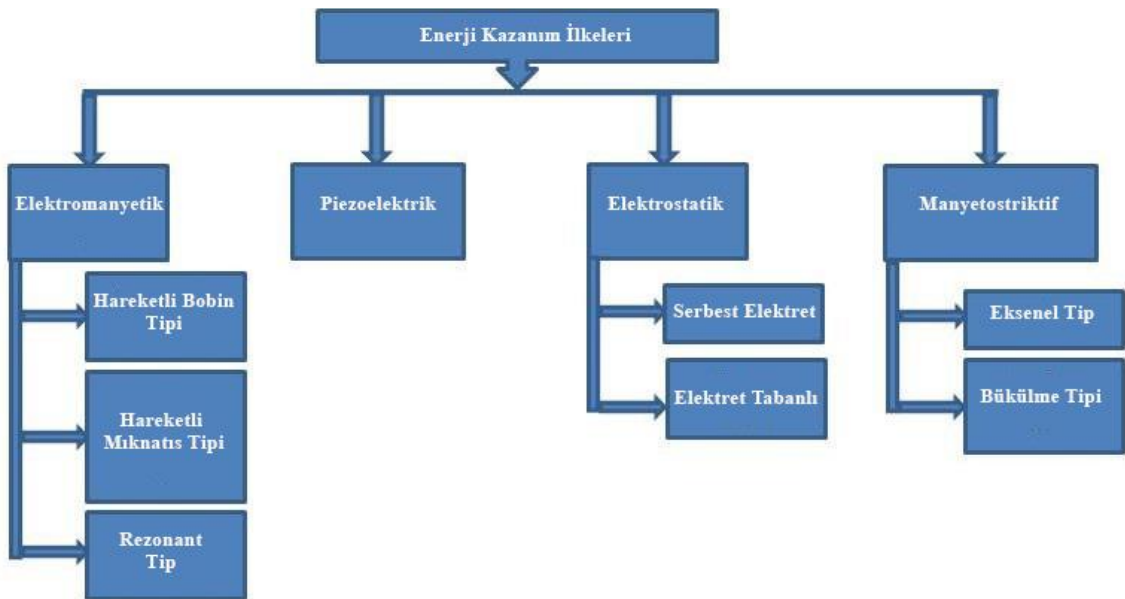 Enerji Kazanım İlkeleri
Elektromanyetik
Piezoelektrik
Elektrostatik
Manyetostriktif
Hareketli Bobin
Tipi
Hareketli
Mıknatıs Tipi
Rezonant
Tip
Serbest Elektret
Elektret Tabanlı
Eksenel Tip
Bükülme Tipi